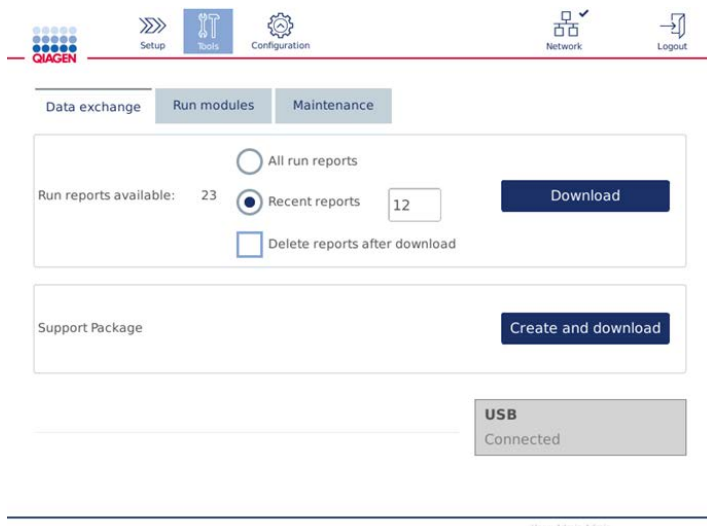 QIAGEN
Setup
Tools
Configuration
Network
Logout
Data exchange
Run modules
Maintenance
All run reports
Run reports available: 23
Recent reports 12
Download
Delete reports after download
Support Package
Create and download
USB
Connected